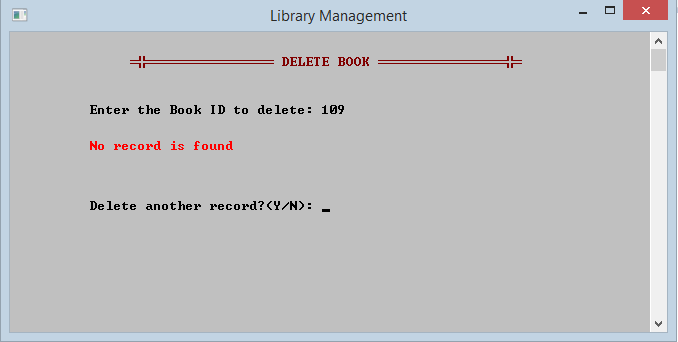 Library Management
DELETE BOOK
Enter the Book ID to delete: 109
No record is found
Delete another record?(Y/N):